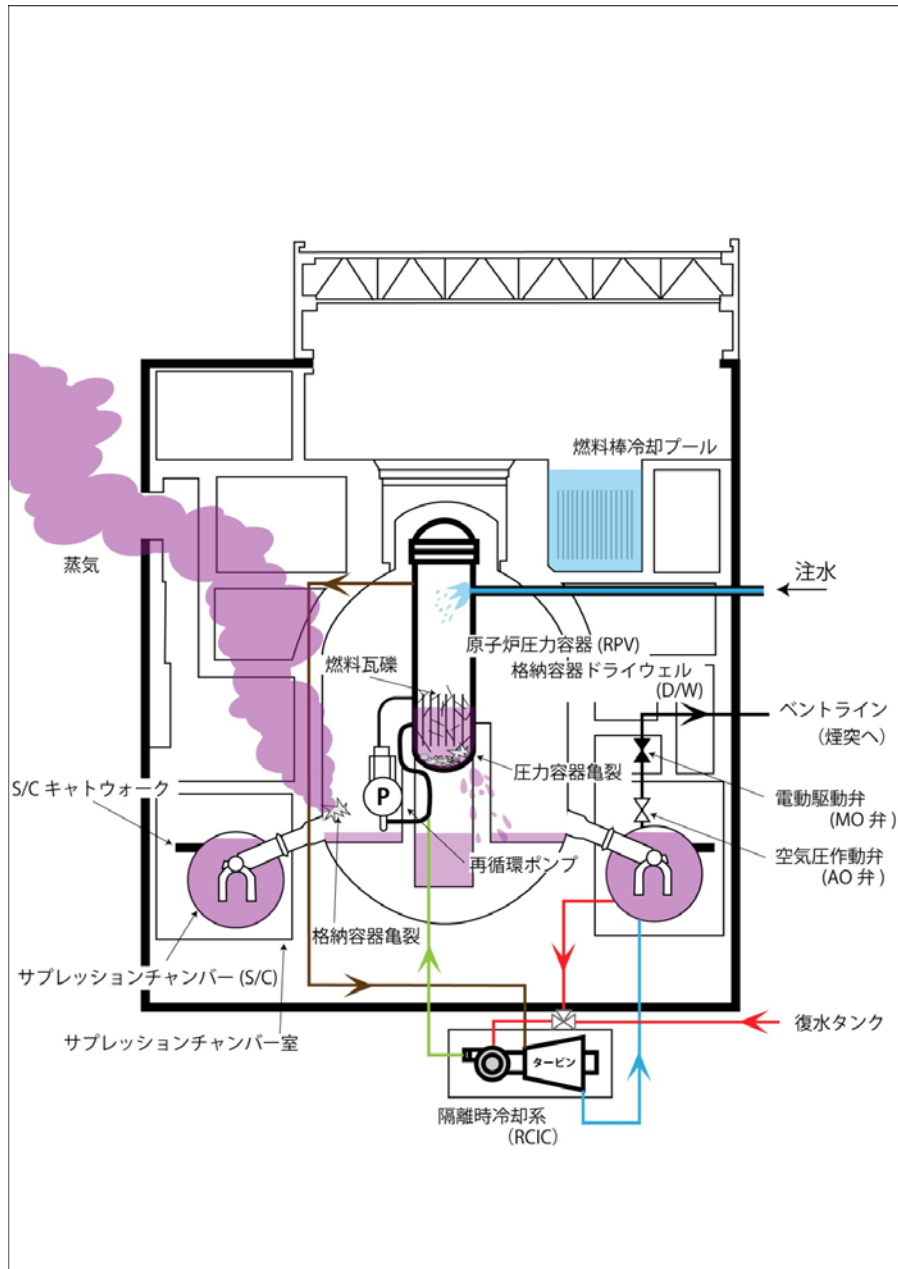 燃料棒冷却プール
蒸気
注水
原子炉圧力容器 (RPV)
燃料瓦礫
格納容器ドライウェル
(D/W)
ベントライン
(煙突へ)
S/C キャトウォーク
圧力容器亀裂
P
電動駆動弁
(MO 弁 )
再循環ポンプ
空気圧作動弁
(AO 弁 )
格納容器亀裂
サプレッションチャンバー (S/C)
サプレッションチャンバー室
復水タンク
タービン
隔離時冷却系
(RCIC)